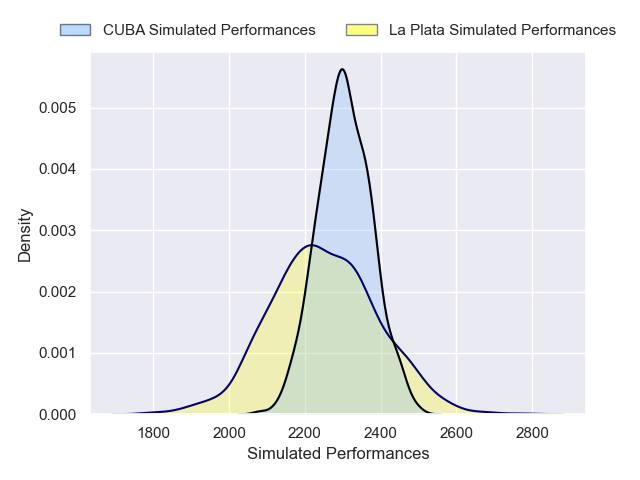 CUBA Simulated Performances La Plata Simulated Performances
0.005
0.004
0.003
0.002
0.001
0.000
Density
1800 2000 2200 2400 2600 2800
Simulated Performances